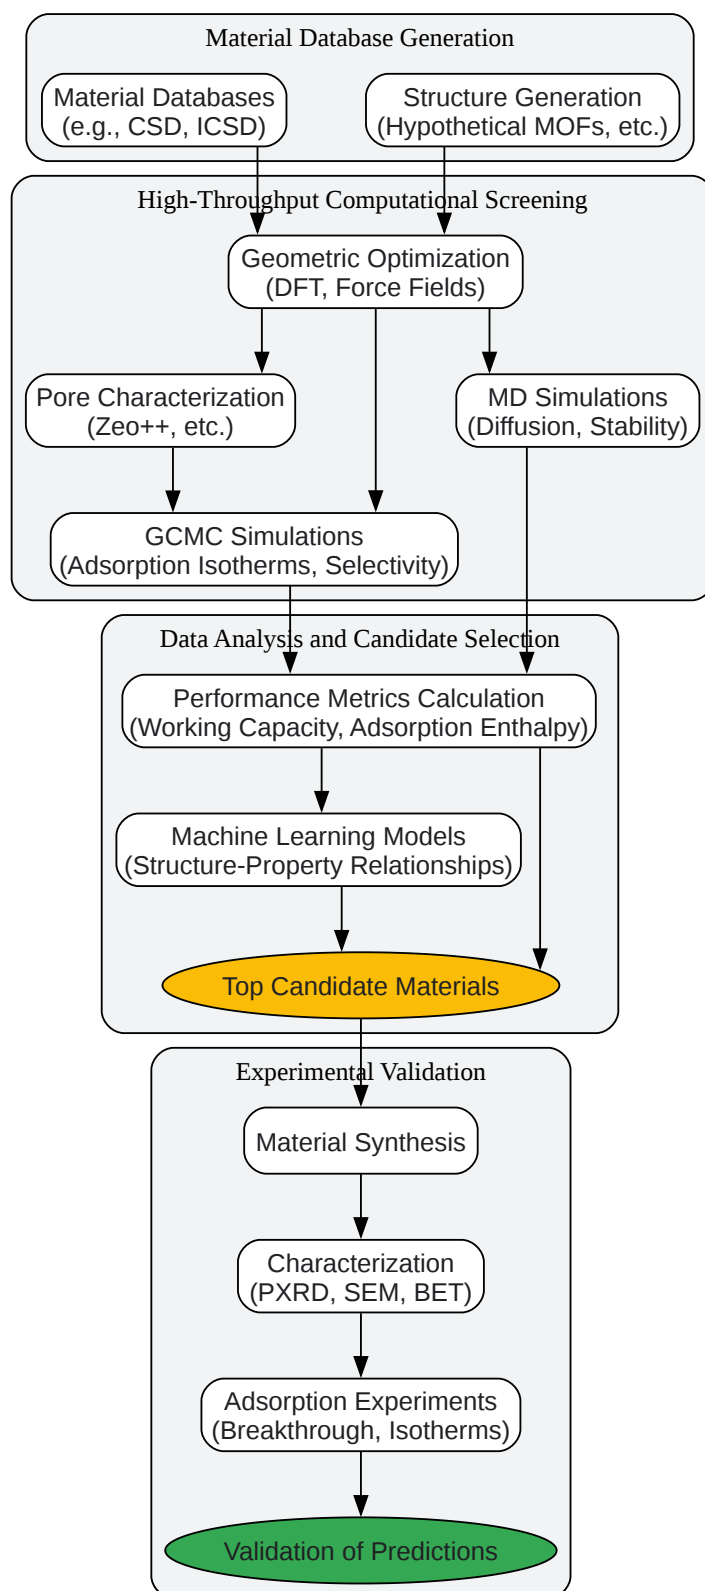 Material Database Generation
Material Databases
(e.g., CSD, ICSD)
Structure Generation
(Hypothetical MOFs, etc.)
High-Throughput Computational Screening
Geometric Optimization
(DFT, Force Fields)
Pore Characterization
(Zeo++, etc.)
MD Simulations
(Diffusion, Stability)
GCMC Simulations
(Adsorption Isotherms, Selectivity)
Data Analysis and Candidate Selection
Performance Metrics Calculation
(Working Capacity, Adsorption Enthalpy)
Machine Learning Models
(Structure-Property Relationships)
Top Candidate Materials
Experimental Validation
Material Synthesis
Characterization
(PXRD, SEM, BET)
Adsorption Experiments
(Breakthrough, Isotherms)
Validation of Predictions